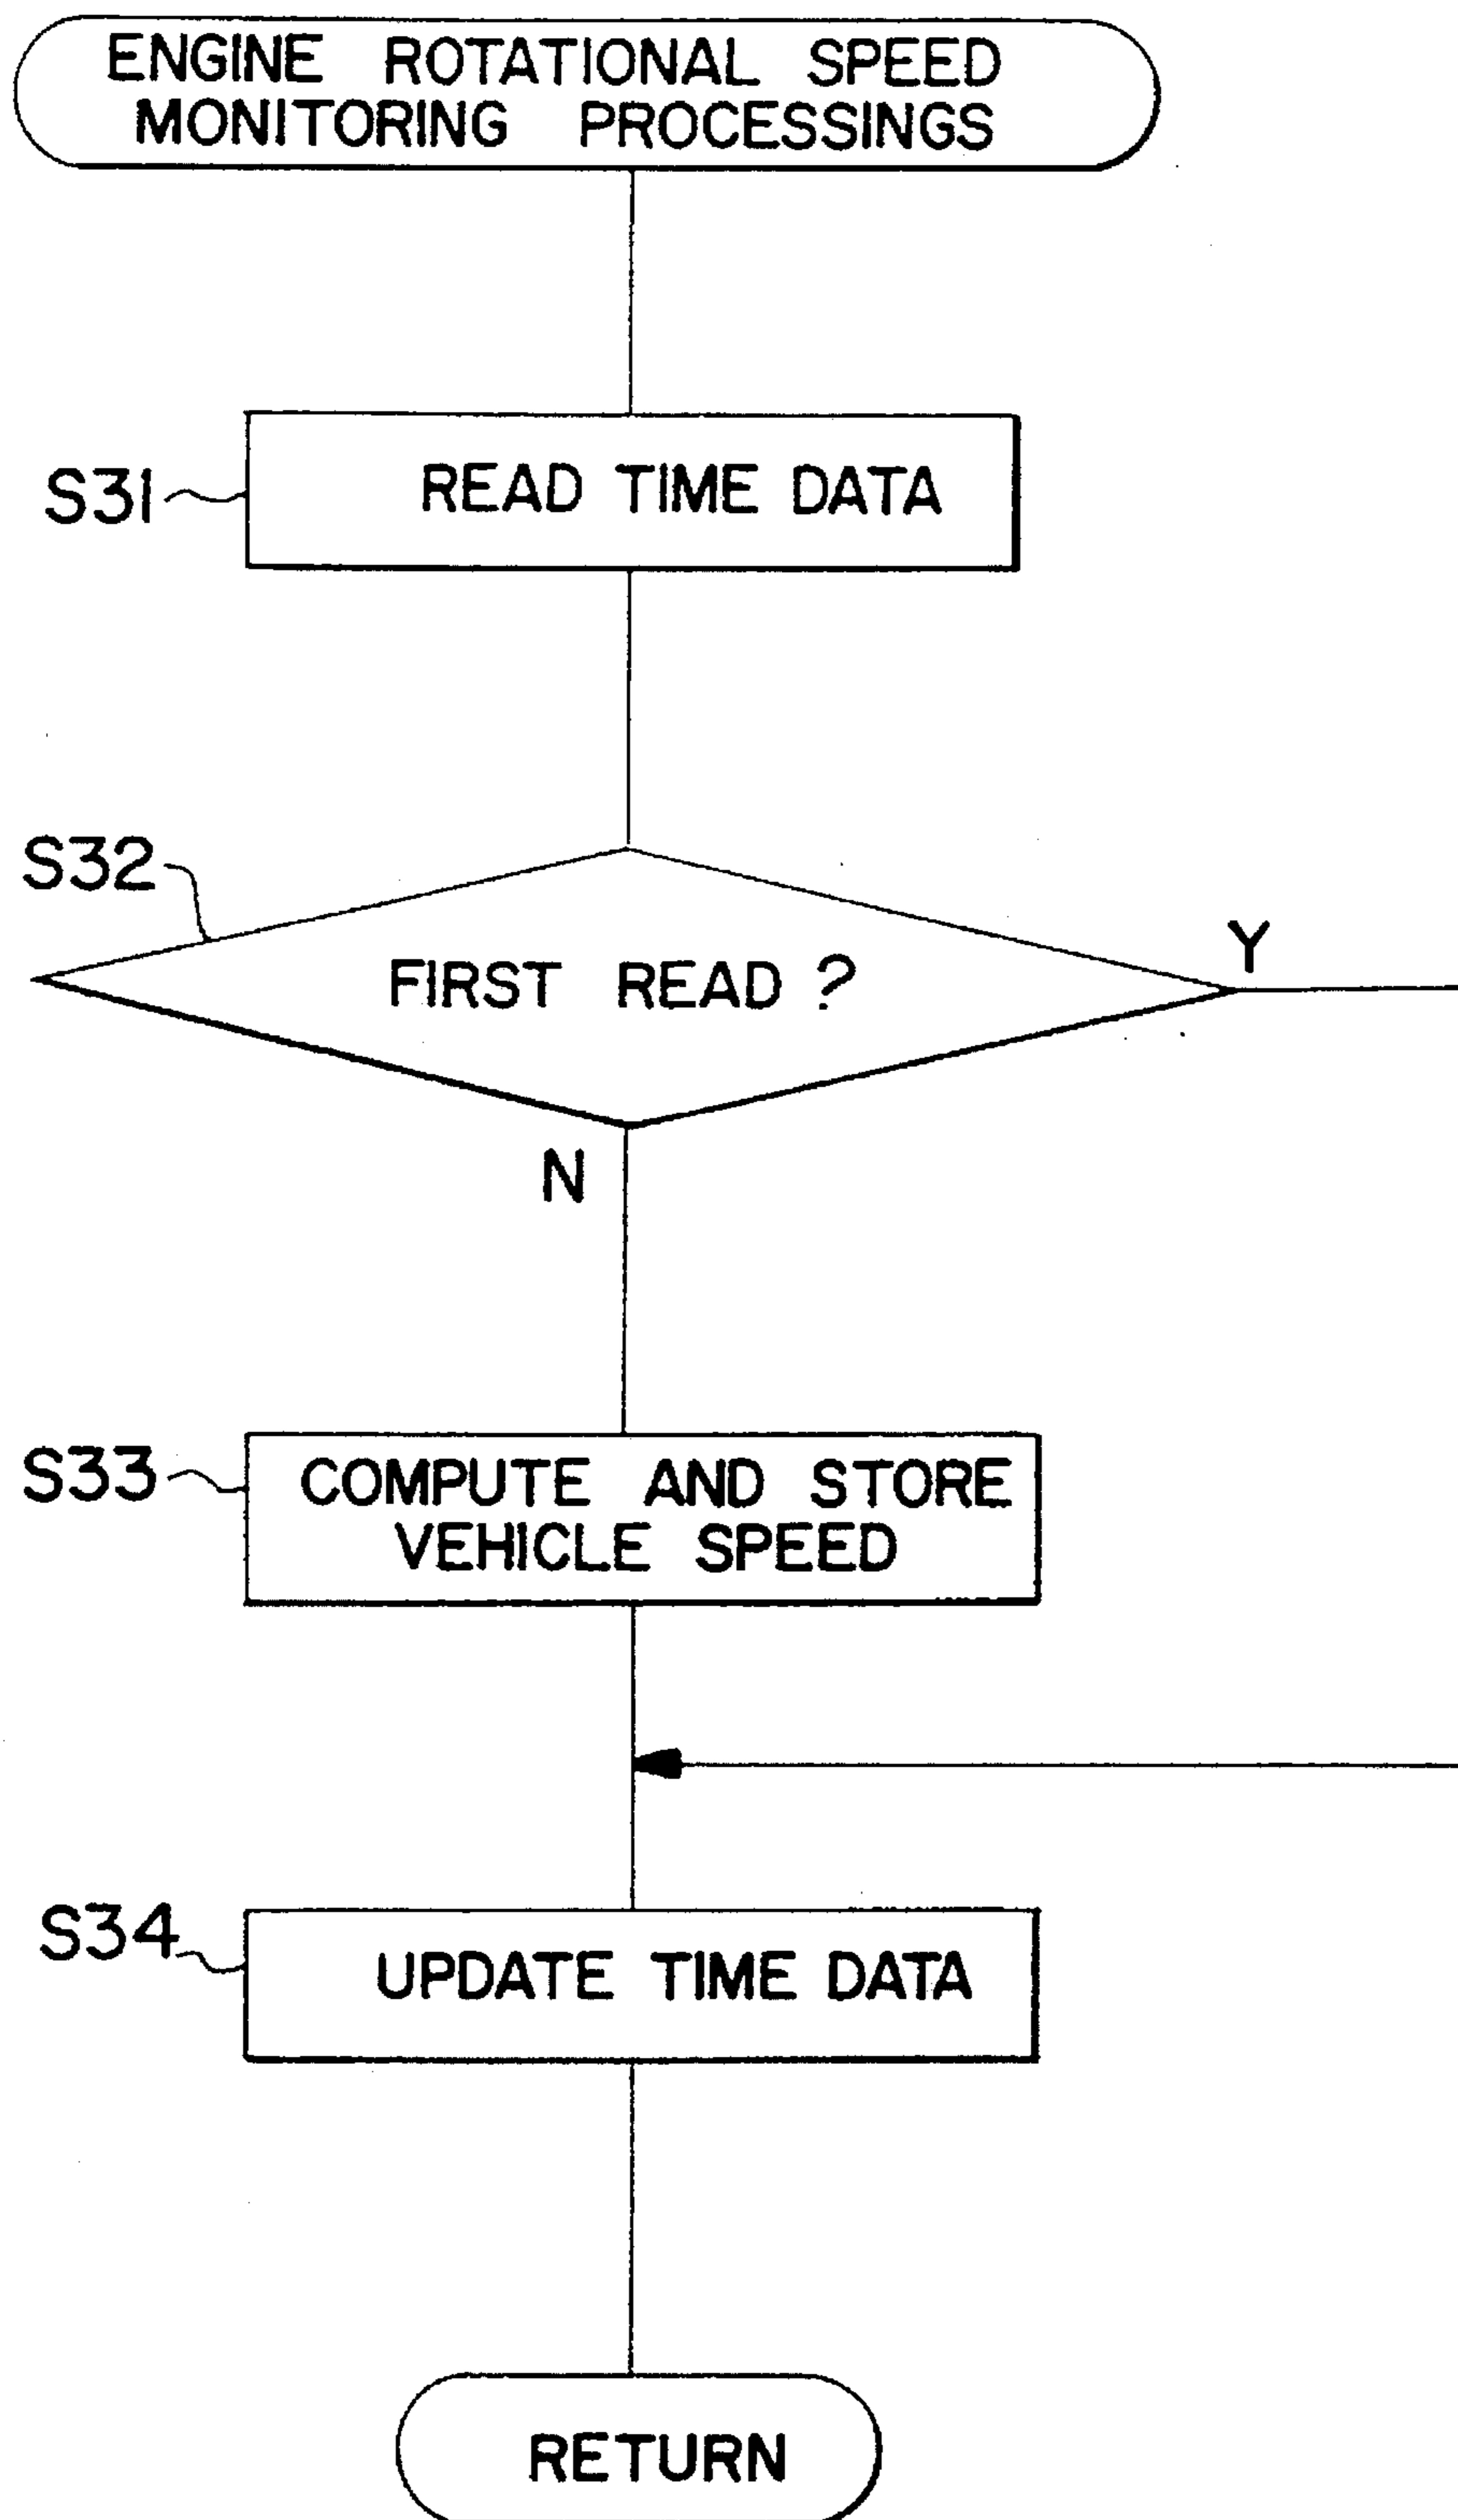 ENGINE ROTATIONAL SPEED
MONITORING PROCESSINGS
S31
READ TIME DATA
S32
FIRST READ ?
Y
N
S33
COMPUTE AND STORE
VEHICLE SPEED
S34
UPDATE TIME DATA
RETURN